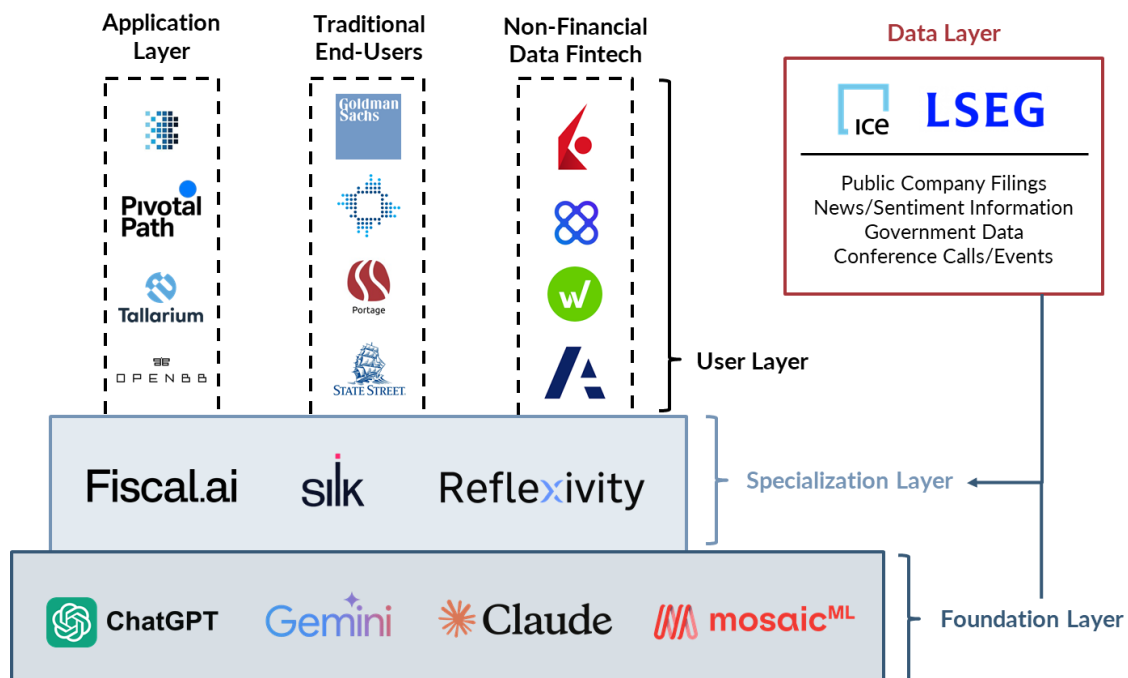 Application
Layer
Traditional
End-Users
Non-Financial
Data Fintech
Data Layer
Goldman
Sachs
ice
LSEG
Pivotal
Path
Public Company Filings
News/Sentiment Information
Government Data
Conference Calls/Events
Tallarium
Portage
w
OPENBB
STATE STREET.
User Layer
Fiscal.ai
silk
Reflexivity
Specialization Layer
ChatGPT
Gemini
Claude
mosaicML
Foundation Layer